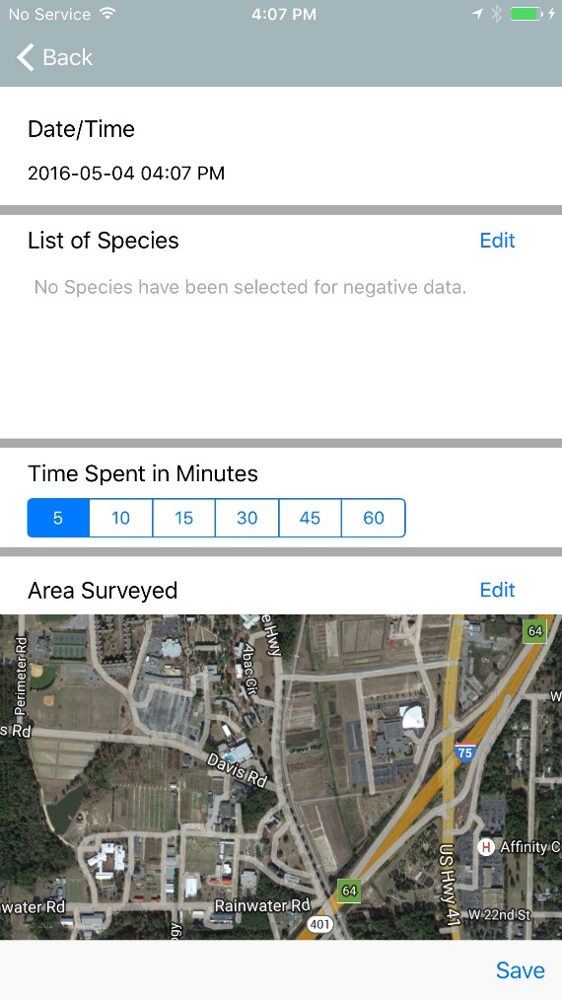 No Service 4:07 PM
Back
Date/Time
2016-05-04 04:07 PM
List of Species Edit
No Species have been selected for negative data.
Time Spent in Minutes
5 10 15 30 45 60
Area Surveyed Edit
e Hwy
64
Perimeter Rd
Abac Cir
W
s Rd
75
Davis Rd
H Affinity C
US Hwy 41
64
water Rd
Rainwater Rd
W 22nd St
401
ogy
Save